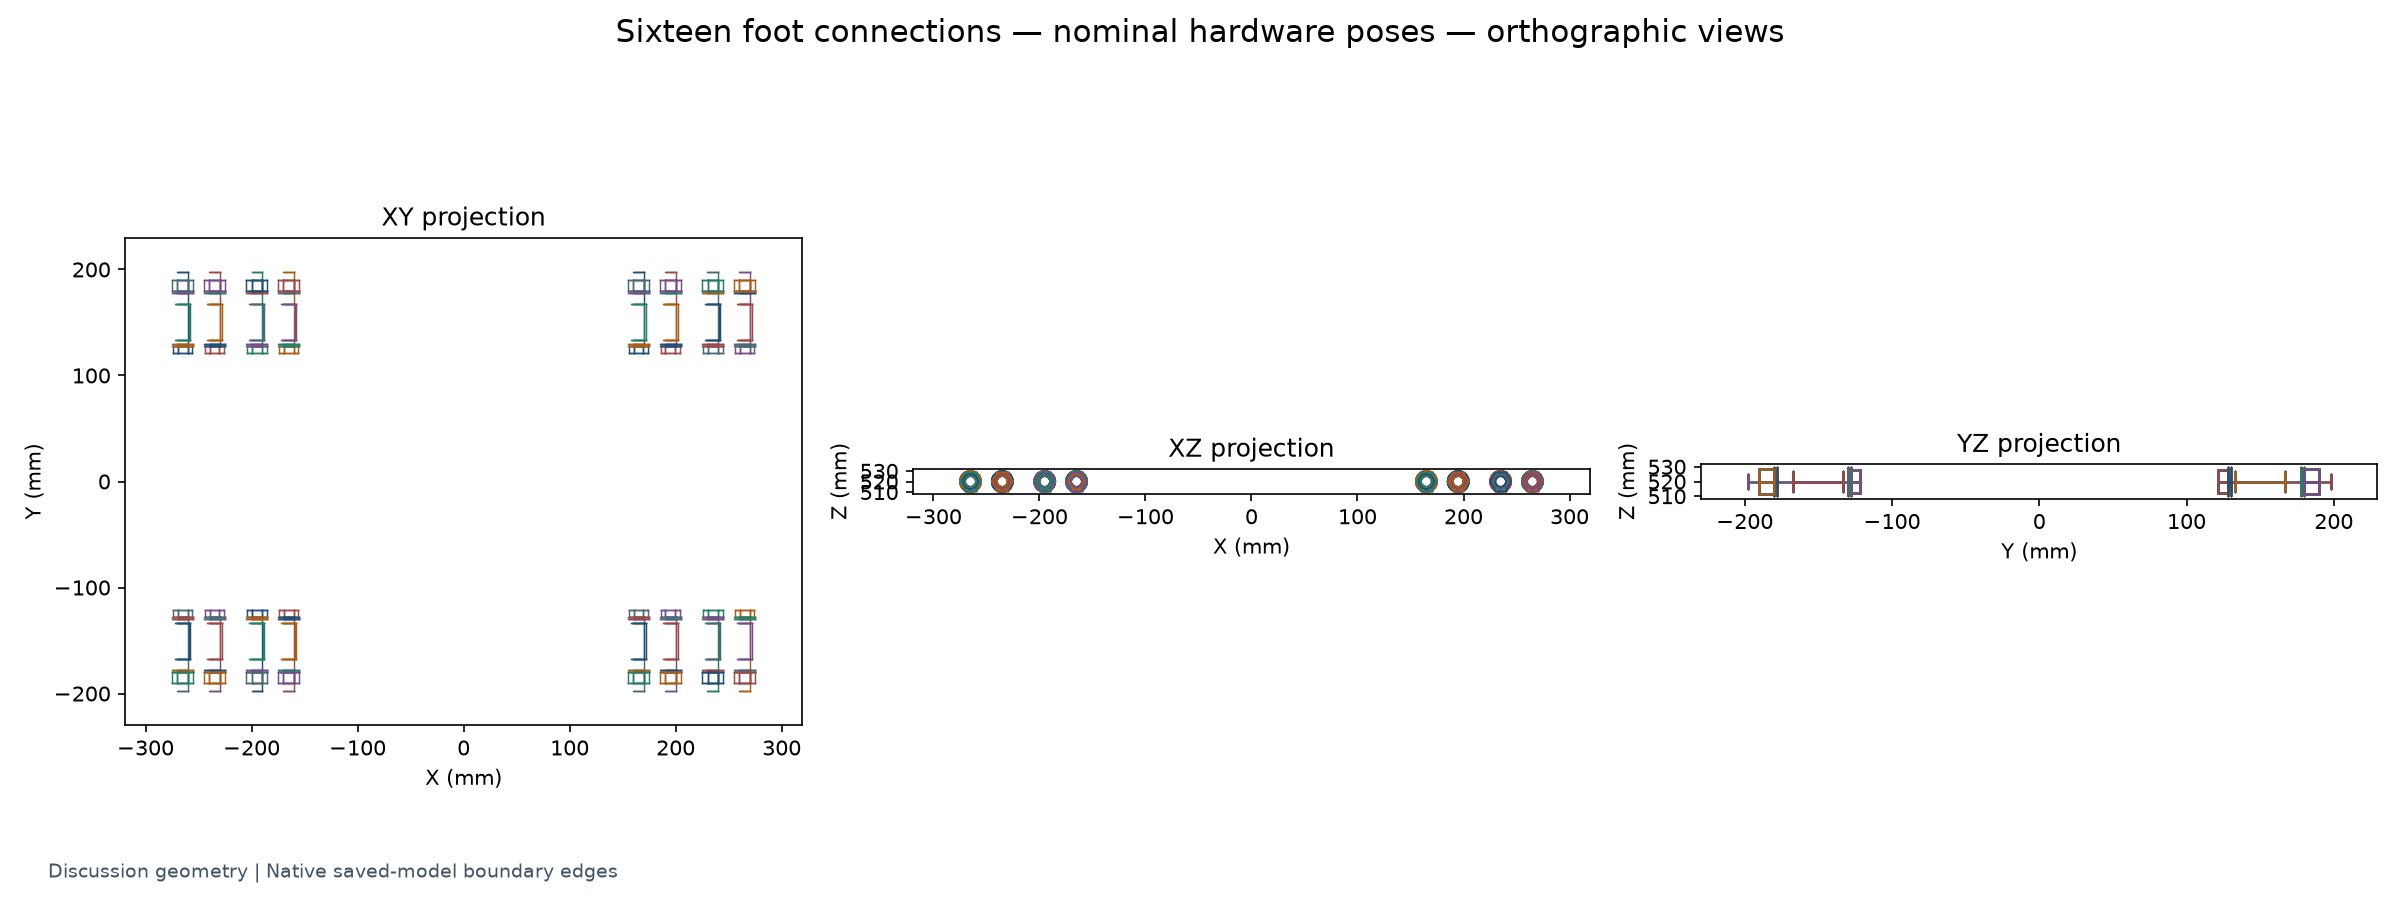 Sixteen foot connections — nominal hardware poses — orthographic views
XY projection
200
100
0
−100
−200
Y (mm)
−300 −200 −100 0 100 200 300
X (mm)
XZ projection
530
520
510
Z (mm)
−300 −200 −100 0 100 200 300
X (mm)
YZ projection
530
520
510
Z (mm)
−200 −100 0 100 200
Y (mm)
Discussion geometry | Native saved-model boundary edges